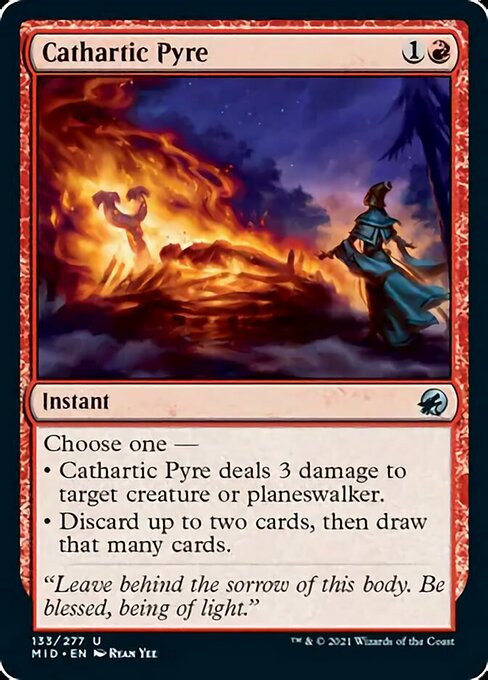 Cathartic Pyre 1
Instant
Choose one —
• Cathartic Pyre deals 3 damage to
target creature or planeswalker.
• Discard up to two cards, then draw
that many cards.
“Leave behind the sorrow of this body. Be
blessed, being of light.”
133/277 U
™ & © 2021 Wizards of the Coast
MID • EN Ryan Yee